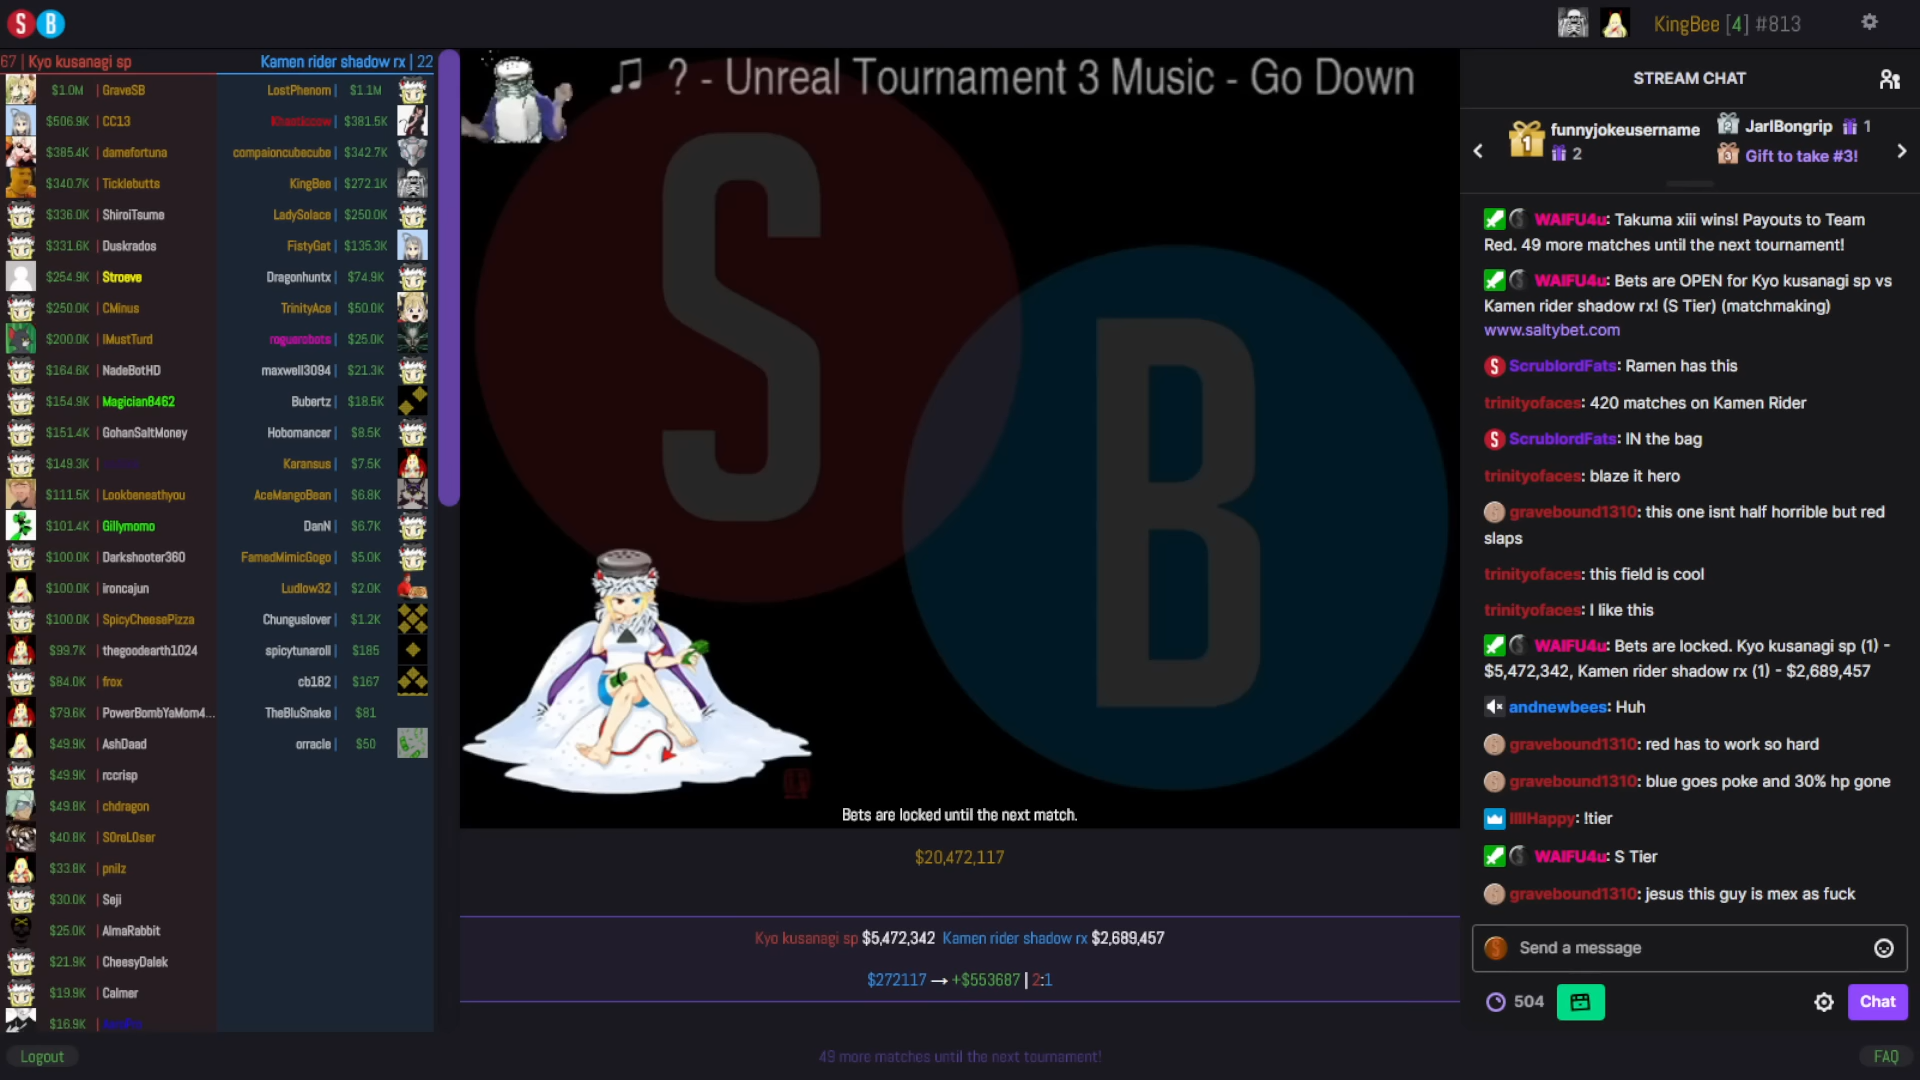 S B
KingBee [4] #813
67 | Kyo kusanagi sp
Kamen rider shadow rx | 22
$1.0M | GraveSB
$506.9K | CC13
$385.4K | damefortuna
$340.7K | Ticklebutts
$336.0K | ShiroiTsume
$331.6K | Duskrados
$254.9K | Stroeve
$250.0K | CMinus
$200.0K | IMustTurd
$164.6K | NadeBotHD
$154.9K | Magician8462
$151.4K | GohanSaltMoney
$149.3K |
$111.5K | Lookbeneathyou
$101.4K | Gillymomo
$100.0K | Darkshooter360
$100.0K | ironcajun
$100.0K | SpicyCheesePizza
$99.7K | thegoodearth1024
$84.0K | frox
$79.6K | PowerBombYaMom4...
$49.9K | AshDaad
$49.9K | rccrisp
$49.8K | chdragon
$40.8K | S0reL0ser
$33.8K | pnilz
$30.0K | Seji
$25.0K | AlmaRabbit
$21.9K | CheesyDalek
$19.9K | Calmer
$16.9K |
LostPhenom | $1.1M
Khaoticcow | $381.5K
compaioncubecube | $342.7K
KingBee | $272.1K
LadySolace | $250.0K
FistyGat | $135.3K
Dragonhuntx | $74.9K
TrinityAce | $50.0K
roguerobots | $25.0K
maxwell3094 | $21.3K
Bubertz | $18.5K
Hobomancer | $8.5K
Karansus | $7.5K
AceMangoBean | $6.8K
DanN | $6.7K
FamedMimicGogo | $5.0K
Ludlow32 | $2.0K
Chunguslover | $1.2K
spicytunaroll | $185
cb182 | $167
TheBluSnake | $81
orracle | $50
♫ ? - Unreal Tournament 3 Music - Go Down
S
B
Bets are locked until the next match.
$20,472,117
Kyo kusanagi sp $5,472,342 Kamen rider shadow rx $2,689,457
$272117 → +$553687 | 2:1
49 more matches until the next tournament!
Logout
FAQ
STREAM CHAT
1 funnyjokeusername
2
2 JarlBongrip 1
3 Gift to take #3!
WAIFU4u: Takuma xiii wins! Payouts to Team
Red. 49 more matches until the next tournament!
WAIFU4u: Bets are OPEN for Kyo kusanagi sp vs
Kamen rider shadow rx! (S Tier) (matchmaking)
www.saltybet.com
ScrublordFats: Ramen has this
trinityofaces: 420 matches on Kamen Rider
ScrublordFats: IN the bag
trinityofaces: blaze it hero
gravebound1310: this one isnt half horrible but red
slaps
trinityofaces: this field is cool
trinityofaces: I like this
WAIFU4u: Bets are locked. Kyo kusanagi sp (1) -
$5,472,342, Kamen rider shadow rx (1) - $2,689,457
andnewbees: Huh
gravebound1310: red has to work so hard
gravebound1310: blue goes poke and 30% hp gone
llllHappy: !tier
WAIFU4u: S Tier
gravebound1310: jesus this guy is mex as fuck
Send a message
504
Chat